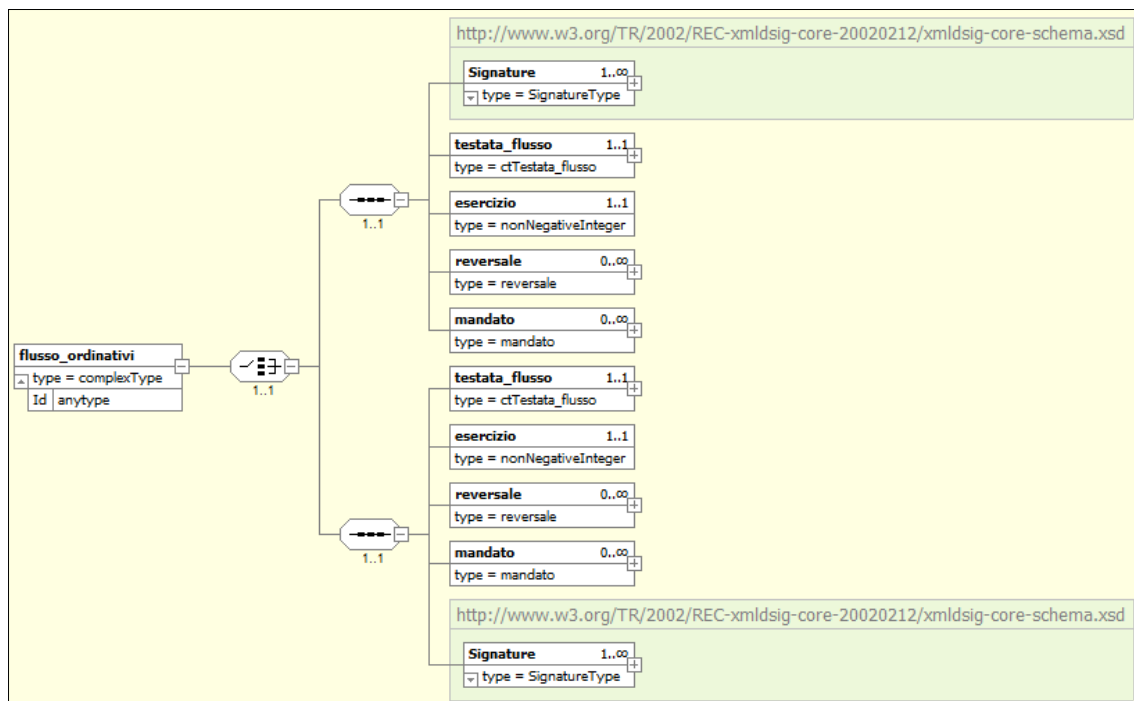 http://www.w3.org/TR/2002/REC-xmldsig-core-20020212/xmldsig-core-schema.xsd
Signature 1..∞
type = SignatureType
testata_flusso 1..1
type = ctTestata_flusso
esercizio 1..1
type = nonNegativeInteger
1..1
reversale 0..∞
type = reversale
mandato 0..∞
type = mandato
flusso_ordinativi
type = complexType
Id anytype
1..1
testata_flusso 1..1
type = ctTestata_flusso
esercizio 1..1
type = nonNegativeInteger
reversale 0..∞
type = reversale
1..1
mandato 0..∞
type = mandato
http://www.w3.org/TR/2002/REC-xmldsig-core-20020212/xmldsig-core-schema.xsd
Signature 1..∞
type = SignatureType